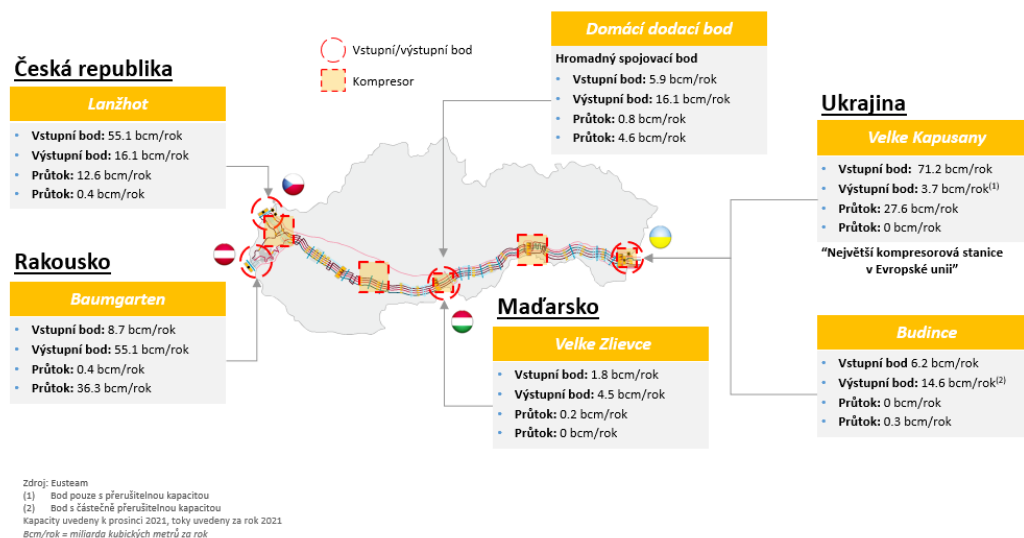 Vstupní/výstupní bod
Kompresor
Česká republika
Lanžhot
• Vstupní bod: 55.1 bcm/rok
• Výstupní bod: 16.1 bcm/rok
• Průtok: 12.6 bcm/rok
• Průtok: 0.4 bcm/rok
Rakousko
Baumgarten
• Vstupní bod: 8.7 bcm/rok
• Výstupní bod: 55.1 bcm/rok
• Průtok: 0.4 bcm/rok
• Průtok: 36.3 bcm/rok
Domácí dodací bod
Hromadný spojovací bod
• Vstupní bod: 5.9 bcm/rok
• Výstupní bod: 16.1 bcm/rok
• Průtok: 0.8 bcm/rok
• Průtok: 4.6 bcm/rok
Maďarsko
Velke Zlievce
• Vstupní bod: 1.8 bcm/rok
• Výstupní bod: 4.5 bcm/rok
• Průtok: 0.2 bcm/rok
• Průtok: 0 bcm/rok
Ukrajina
Velke Kapusany
• Vstupní bod: 71.2 bcm/rok
• Výstupní bod: 3.7 bcm/rok(1)
• Průtok: 27.6 bcm/rok
• Průtok: 0 bcm/rok
“Největší kompresorová stanice
v Evropské unii”
Budince
• Vstupní bod 6.2 bcm/rok
• Výstupní bod: 14.6 bcm/rok(2)
• Průtok: 0 bcm/rok
• Průtok: 0.3 bcm/rok
Zdroj: Eusteam
(1) Bod pouze s přerušitelnou kapacitou
(2) Bod s částečně přerušitelnou kapacitou
Kapacity uvedeny k prosinci 2021, toky uvedeny za rok 2021
Bcm/rok = miliarda kubických metrů za rok